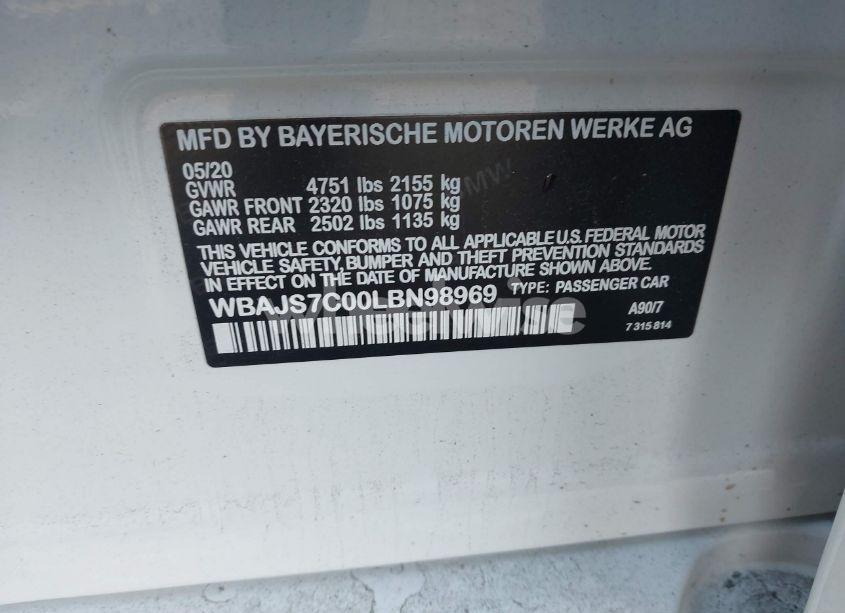 MFD BY BAYERISCHE MOTOREN WERKE AG
05/20
GVWR 4751 lbs 2155 kg
GAWR FRONT 2320 lbs 1075 kg
GAWR REAR 2502 lbs 1135 kg
THIS VEHICLE CONFORMS TO ALL APPLICABLE U.S. FEDERAL MOTOR
VEHICLE SAFETY, BUMPER AND THEFT PREVENTION STANDARDS
IN EFFECT ON THE DATE OF MANUFACTURE SHOWN ABOVE.
WBAJS7C00LBN98969 TYPE: PASSENGER CAR
A90/7
7 315 814
BMW